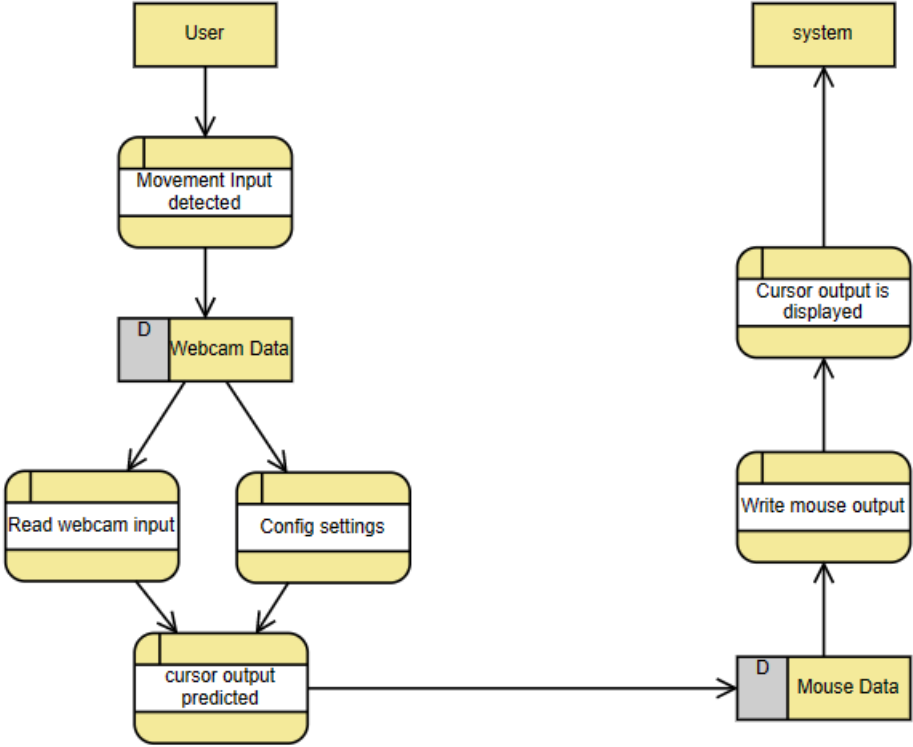 User
system
Movement Input
detected
Cursor output is
displayed
D
Webcam Data
Read webcam input
Config settings
Write mouse output
cursor output
predicted
D
Mouse Data